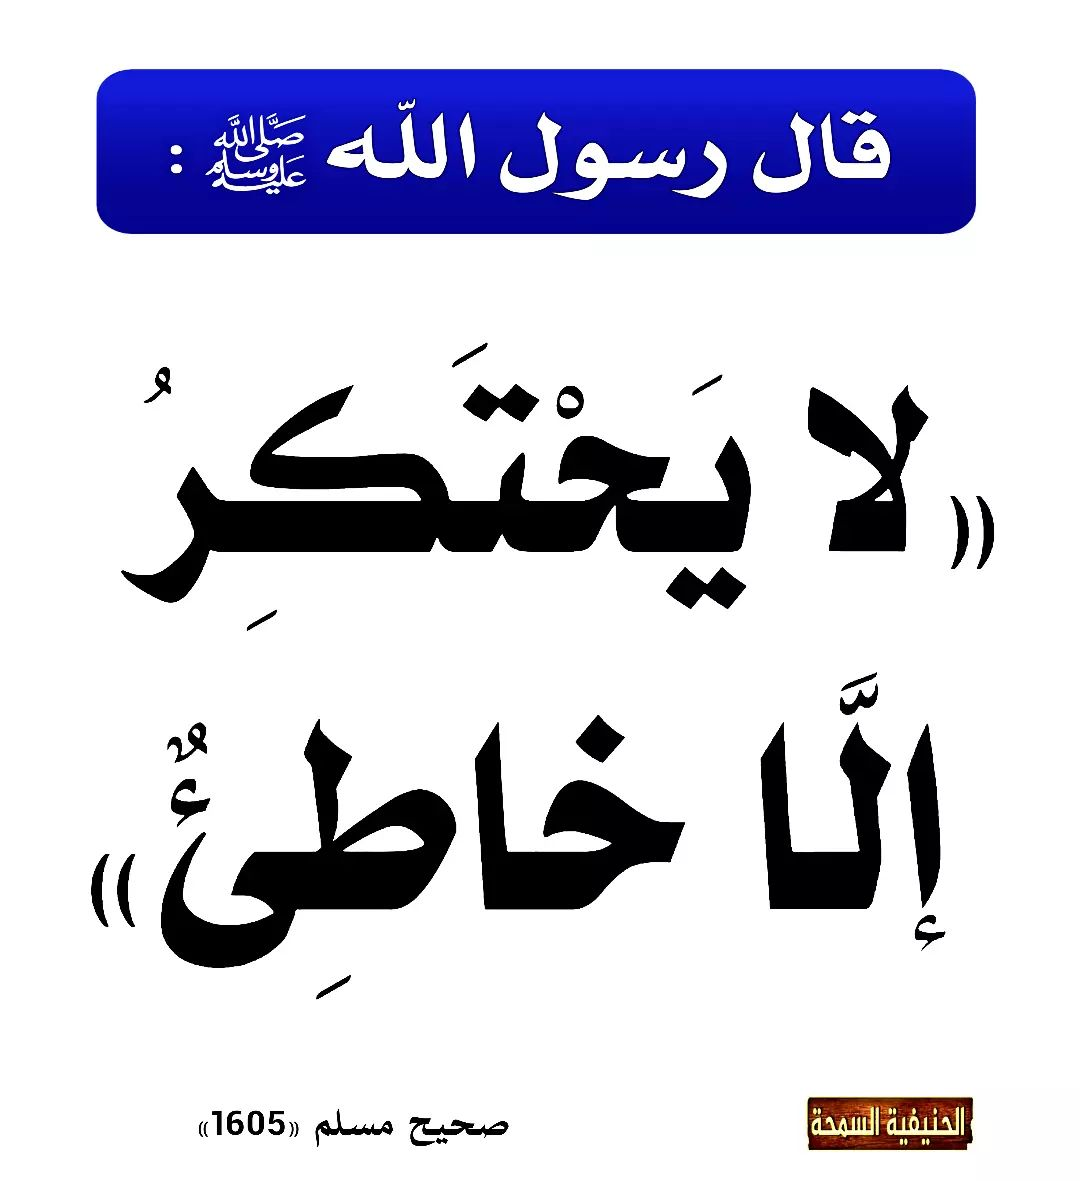 قال رسول الله ﷺ :
((لا يَحْتَكِرُ
إلَّا خاطِئٌ))
صحيح مسلم ((1605))
الحنيفية السمحة